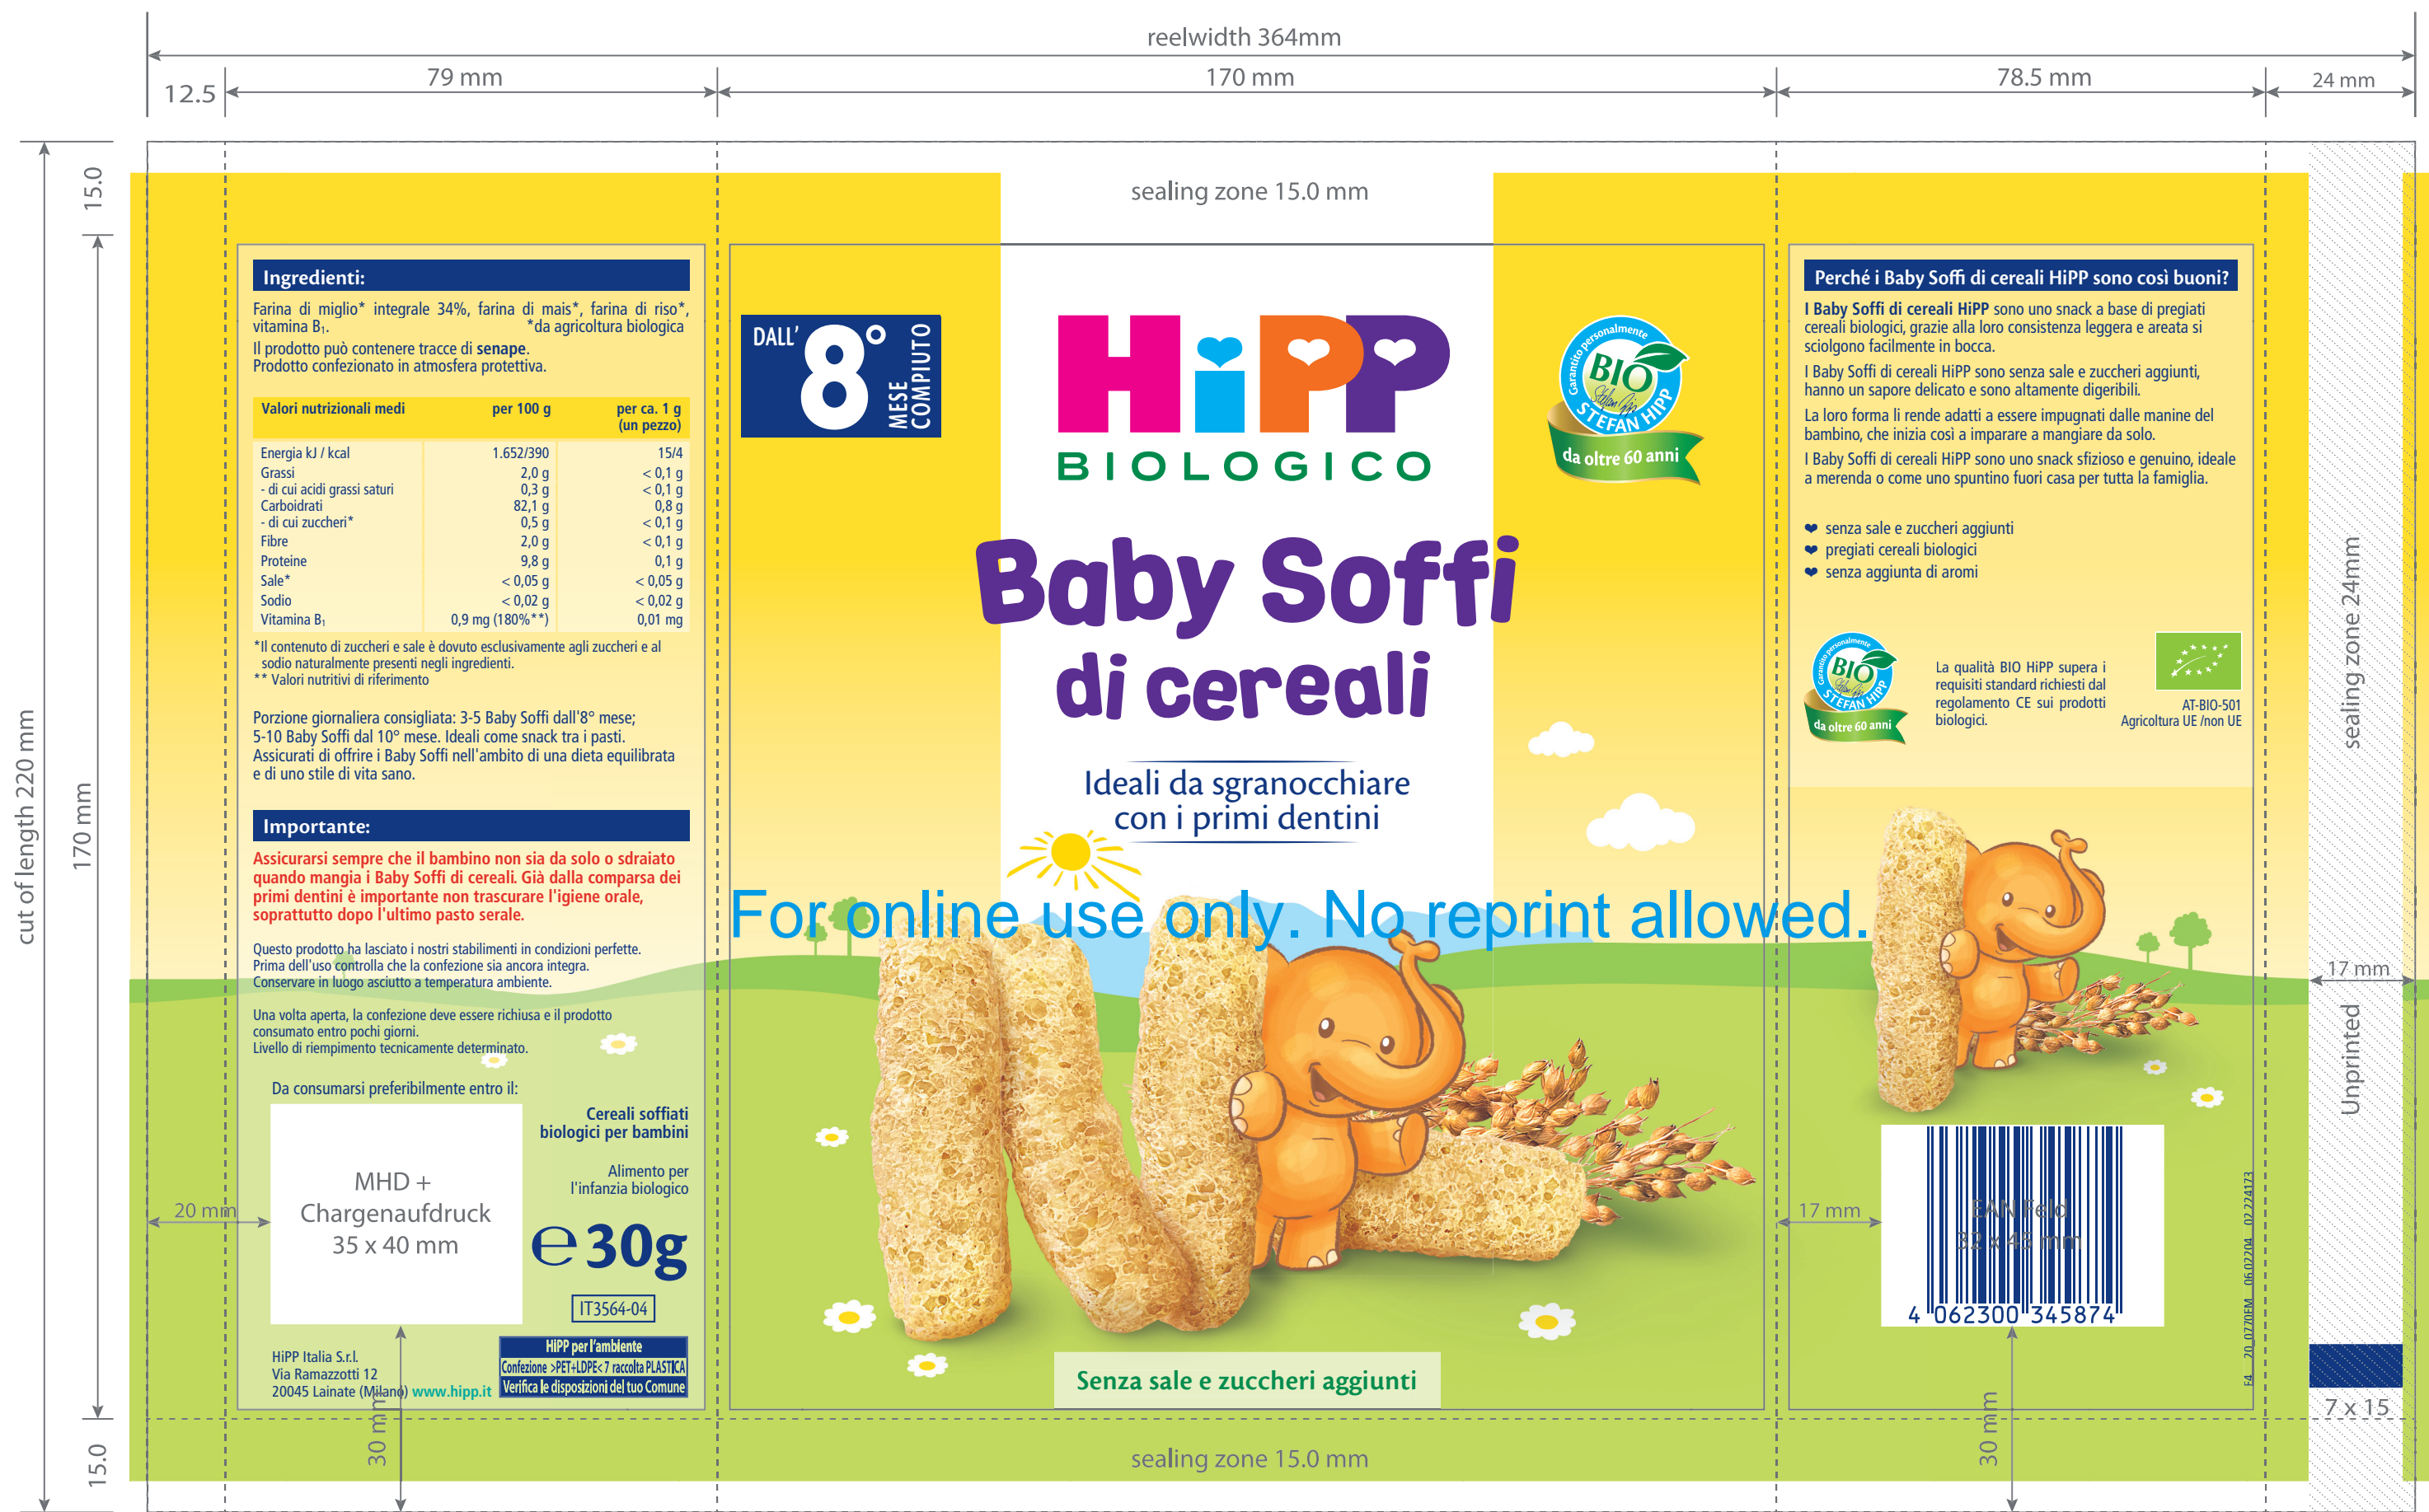 reelwidth 364mm
12.5
79 mm
170 mm
78.5 mm
24 mm
cut of length 220 mm
15.0
170 mm
15.0
sealing zone 15.0 mm
Ingredienti:
Farina di miglio* integrale 34%, farina di mais*, farina di riso*,
vitamina B₁. *da agricoltura biologica
Il prodotto può contenere tracce di senape.
Prodotto confezionato in atmosfera protettiva.
Valori nutrizionali medi per 100 g per ca. 1 g
(un pezzo)
Energia kJ / kcal 1.652/390 15/4
Grassi 2,0 g < 0,1 g
- di cui acidi grassi saturi 0,3 g < 0,1 g
Carboidrati 82,1 g 0,8 g
- di cui zuccheri* 0,5 g < 0,1 g
Fibre 2,0 g < 0,1 g
Proteine 9,8 g 0,1 g
Sale* < 0,05 g < 0,05 g
Sodio < 0,02 g < 0,02 g
Vitamina B₁ 0,9 mg (180%**) 0,01 mg
*Il contenuto di zuccheri e sale è dovuto esclusivamente agli zuccheri e al
sodio naturalmente presenti negli ingredienti.
** Valori nutritivi di riferimento
Porzione giornaliera consigliata: 3-5 Baby Soffi dall'8° mese;
5-10 Baby Soffi dal 10° mese. Ideali come snack tra i pasti.
Assicurati di offrire i Baby Soffi nell'ambito di una dieta equilibrata
e di uno stile di vita sano.
Importante:
Assicurarsi sempre che il bambino non sia da solo o sdraiato
quando mangia i Baby Soffi di cereali. Già dalla comparsa dei
primi dentini è importante non trascurare l'igiene orale,
soprattutto dopo l'ultimo pasto serale.
Questo prodotto ha lasciato i nostri stabilimenti in condizioni perfette.
Prima dell'uso controlla che la confezione sia ancora integra.
Conservare in luogo asciutto a temperatura ambiente.
Una volta aperta, la confezione deve essere richiusa e il prodotto
consumato entro pochi giorni.
Livello di riempimento tecnicamente determinato.
Da consumarsi preferibilmente entro il:
MHD +
Chargenaufdruck
35 x 40 mm
20 mm
30 mm
Cereali soffiati
biologici per bambini
Alimento per
l'infanzia biologico
℮ 30g
IT3564-04
HiPP per l'ambiente
Confezione >PET+LDPE< 7 raccolta PLASTICA
Verifica le disposizioni del tuo Comune
HiPP Italia S.r.l.
Via Ramazzotti 12
20045 Lainate (Milano) www.hipp.it
DALL'
8°
MESE
COMPIUTO
HiPP
BIOLOGICO
Garantito personalmente
BIO
Stefan Hipp
STEFAN HIPP
da oltre 60 anni
Baby Soffi
di cereali
Ideali da sgranocchiare
con i primi dentini
For online use only. No reprint allowed.
Senza sale e zuccheri aggiunti
sealing zone 15.0 mm
Perché i Baby Soffi di cereali HiPP sono così buoni?
I Baby Soffi di cereali HiPP sono uno snack a base di pregiati
cereali biologici, grazie alla loro consistenza leggera e areata si
sciolgono facilmente in bocca.
I Baby Soffi di cereali HiPP sono senza sale e zuccheri aggiunti,
hanno un sapore delicato e sono altamente digeribili.
La loro forma li rende adatti a essere impugnati dalle manine del
bambino, che inizia così a imparare a mangiare da solo.
I Baby Soffi di cereali HiPP sono uno snack sfizioso e genuino, ideale
a merenda o come uno spuntino fuori casa per tutta la famiglia.
senza sale e zuccheri aggiunti
pregiati cereali biologici
senza aggiunta di aromi
Garantito personalmente
BIO
Stefan Hipp
STEFAN HIPP
da oltre 60 anni
La qualità BIO HiPP supera i
requisiti standard richiesti dal
regolamento CE sui prodotti
biologici.
AT-BIO-501
Agricoltura UE /non UE
17 mm
EAN Feld
32 x 43 mm
4 062300 345874
30 mm
F4 20_0770EM 06.02204 02.224173
sealing zone 24mm
17 mm
Unprinted
7 x 15